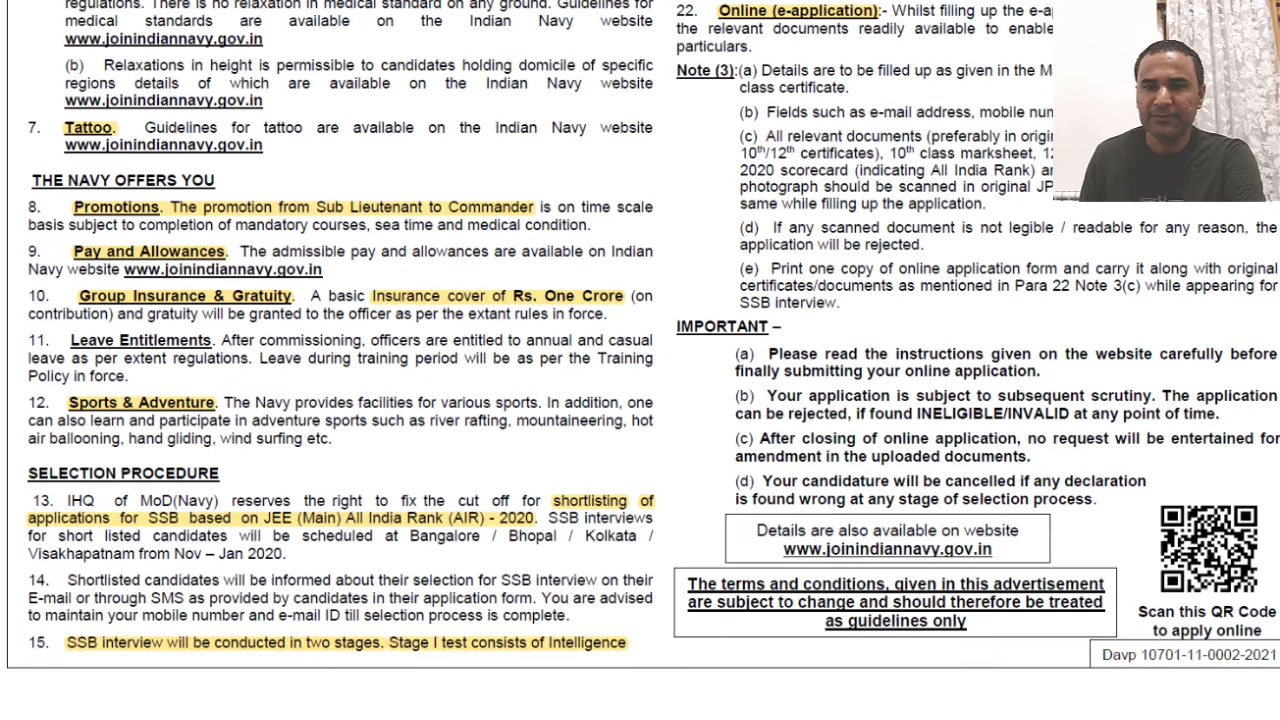 regulations. There is no relaxation in medical standard on any ground. Guidelines for
medical standards are available on the Indian Navy website
www.joinindiannavy.gov.in
(b) Relaxations in height is permissible to candidates holding domicile of specific
regions details of which are available on the Indian Navy website
www.joinindiannavy.gov.in
7. Tattoo. Guidelines for tattoo are available on the Indian Navy website
www.joinindiannavy.gov.in
THE NAVY OFFERS YOU
8. Promotions. The promotion from Sub Lieutenant to Commander is on time scale
basis subject to completion of mandatory courses, sea time and medical condition.
9. Pay and Allowances. The admissible pay and allowances are available on Indian
Navy website www.joinindiannavy.gov.in
10. Group Insurance & Gratuity. A basic Insurance cover of Rs. One Crore (on
contribution) and gratuity will be granted to the officer as per the extant rules in force.
11. Leave Entitlements. After commissioning, officers are entitled to annual and casual
leave as per extent regulations. Leave during training period will be as per the Training
Policy in force.
12. Sports & Adventure. The Navy provides facilities for various sports. In addition, one
can also learn and participate in adventure sports such as river rafting, mountaineering, hot
air ballooning, hand gliding, wind surfing etc.
SELECTION PROCEDURE
13. IHQ of MoD(Navy) reserves the right to fix the cut off for shortlisting of
applications for SSB based on JEE (Main) All India Rank (AIR) - 2020. SSB interviews
for short listed candidates will be scheduled at Bangalore / Bhopal / Kolkata /
Visakhapatnam from Nov – Jan 2020.
14. Shortlisted candidates will be informed about their selection for SSB interview on their
E-mail or through SMS as provided by candidates in their application form. You are advised
to maintain your mobile number and e-mail ID till selection process is complete.
15. SSB interview will be conducted in two stages. Stage I test consists of Intelligence
22. Online (e-application):- Whilst filling up the
the relevant documents readily available to enable
particulars.
Note (3):(a) Details are to be filled up as given in the
class certificate.
(b) Fields such as e-mail address, mobile
(c) All relevant documents (preferably in
10th/12th certificates), 10th class marksheet,
2020 scorecard (indicating All India Rank)
photograph should be scanned in original
same while filling up the application.
(d) If any scanned document is not legible / readable for any reason, the
application will be rejected.
(e) Print one copy of online application form and carry it along with original
certificates/documents as mentioned in Para 22 Note 3(c) while appearing for
SSB interview.
IMPORTANT –
(a) Please read the instructions given on the website carefully before
finally submitting your online application.
(b) Your application is subject to subsequent scrutiny. The application
can be rejected, if found INELIGIBLE/INVALID at any point of time.
(c) After closing of online application, no request will be entertained for
amendment in the uploaded documents.
(d) Your candidature will be cancelled if any declaration
is found wrong at any stage of selection process.
Details are also available on website
www.joinindiannavy.gov.in
The terms and conditions, given in this advertisement
are subject to change and should therefore be treated
as guidelines only
Scan this QR Code
to apply online
Davp 10701-11-0002-2021